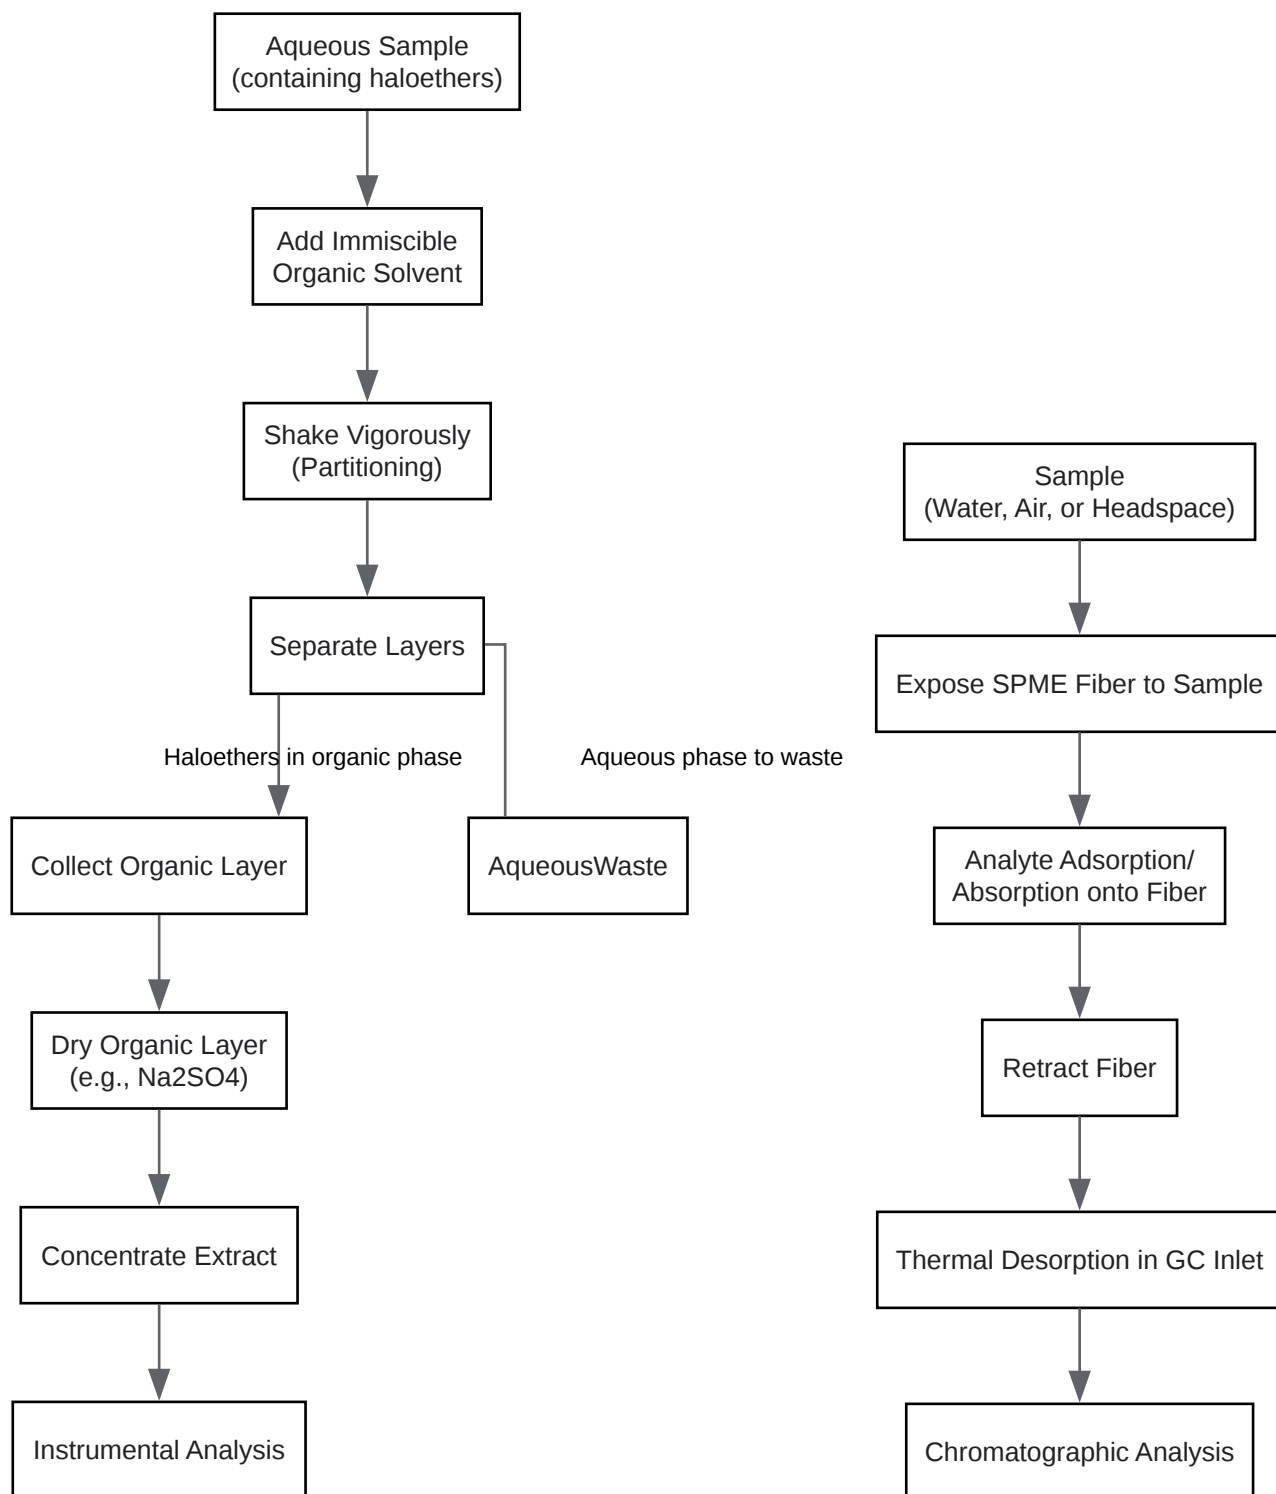 Aqueous Sample
(containing haloethers)
Add Immiscible
Organic Solvent
Shake Vigorously
(Partitioning)
Separate Layers
Haloethers in organic phase
Aqueous phase to waste
Collect Organic Layer
AqueousWaste
Dry Organic Layer
(e.g., Na2SO4)
Concentrate Extract
Instrumental Analysis
Sample
(Water, Air, or Headspace)
Expose SPME Fiber to Sample
Analyte Adsorption/
Absorption onto Fiber
Retract Fiber
Thermal Desorption in GC Inlet
Chromatographic Analysis